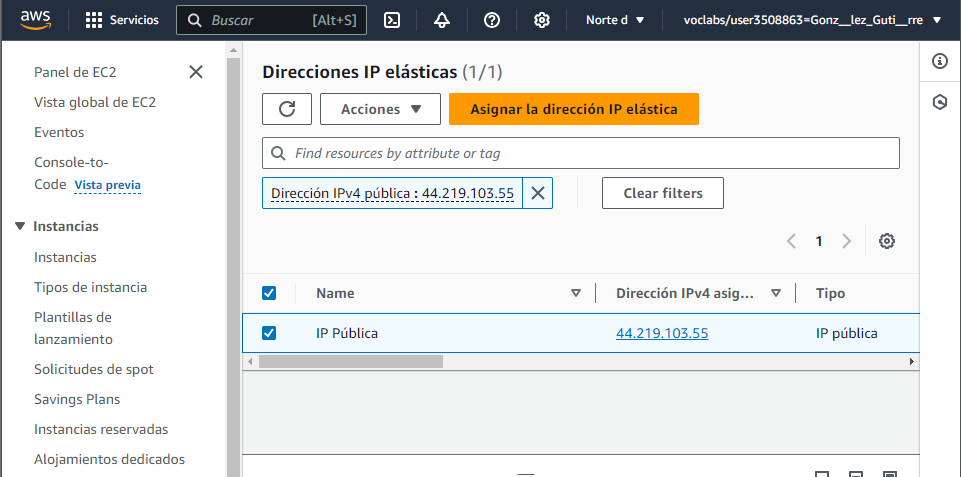 aws
Servicios
Buscar [Alt+S]
Norte d
voclabs/user3508863=Gonz__lez_Guti__rre
Panel de EC2
Vista global de EC2
Eventos
Console-to-
Code Vista previa
Instancias
Instancias
Tipos de instancia
Plantillas de
lanzamiento
Solicitudes de spot
Savings Plans
Instancias reservadas
Alojamientos dedicados
Direcciones IP elásticas (1/1)
Acciones
Asignar la dirección IP elástica
Find resources by attribute or tag
Dirección IPv4 pública : 44.219.103.55
Clear filters
1
Name Dirección IPv4 asig... Tipo
IP Pública 44.219.103.55 IP pública